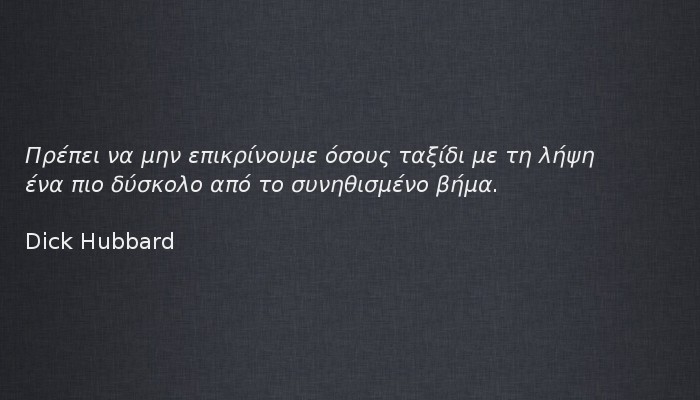 Πρέπει να μην επικρίνουμε όσους ταξίδι με τη λήψη
ένα πιο δύσκολο από το συνηθισμένο βήμα.
Dick Hubbard